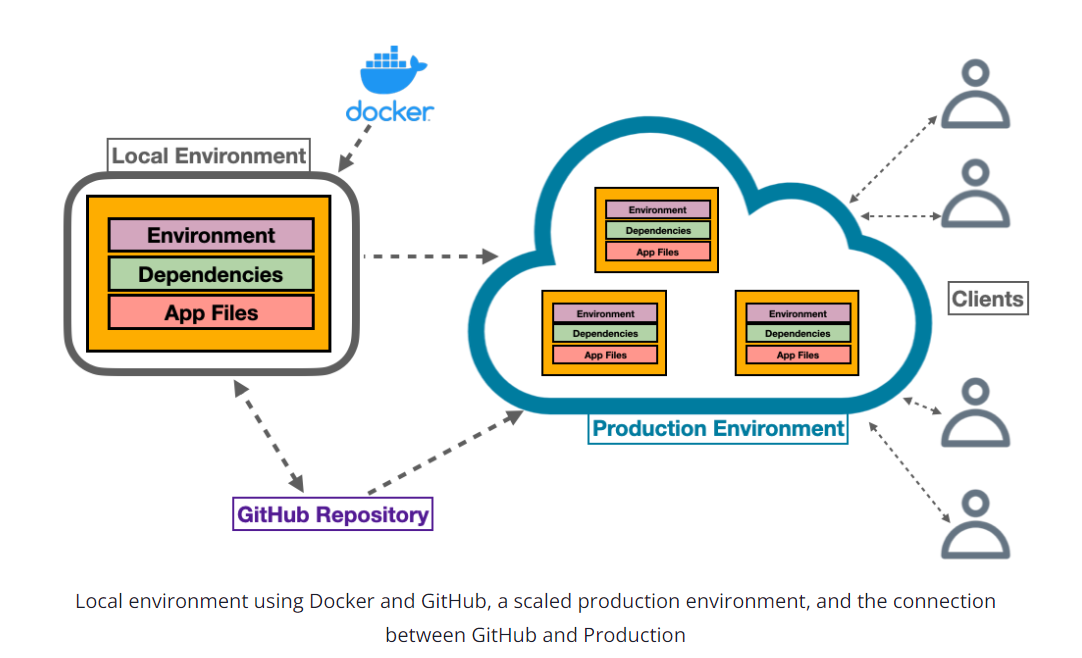 docker
Local Environment
Environment
Dependencies
App Files
Environment
Dependencies
App Files
Environment
Dependencies
App Files
Environment
Dependencies
App Files
Clients
Production Environment
GitHub Repository
Local environment using Docker and GitHub, a scaled production environment, and the connection
between GitHub and Production